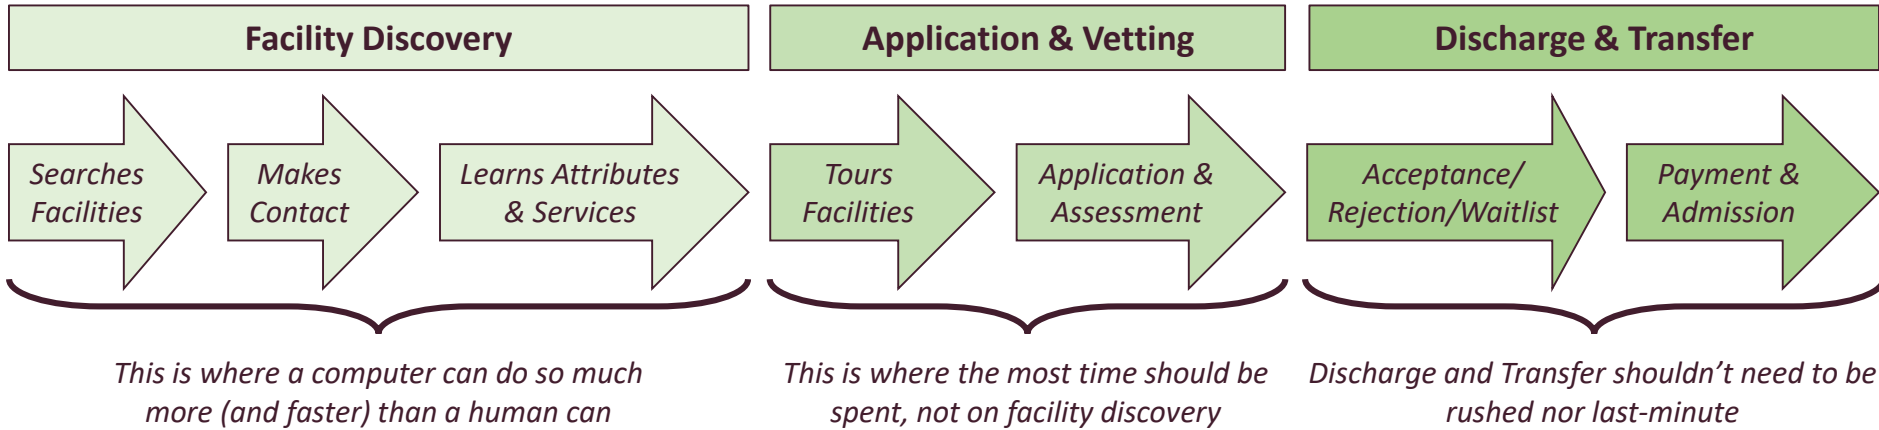 Facility Discovery
Application & Vetting
Discharge & Transfer
Searches
Facilities
Makes
Contact
Learns Attributes
& Services
Tours
Facilities
Application &
Assessment
Acceptance/
Rejection/Waitlist
Payment &
Admission
This is where a computer can do so much
more (and faster) than a human can
This is where the most time should be
spent, not on facility discovery
Discharge and Transfer shouldn’t need to be
rushed nor last-minute